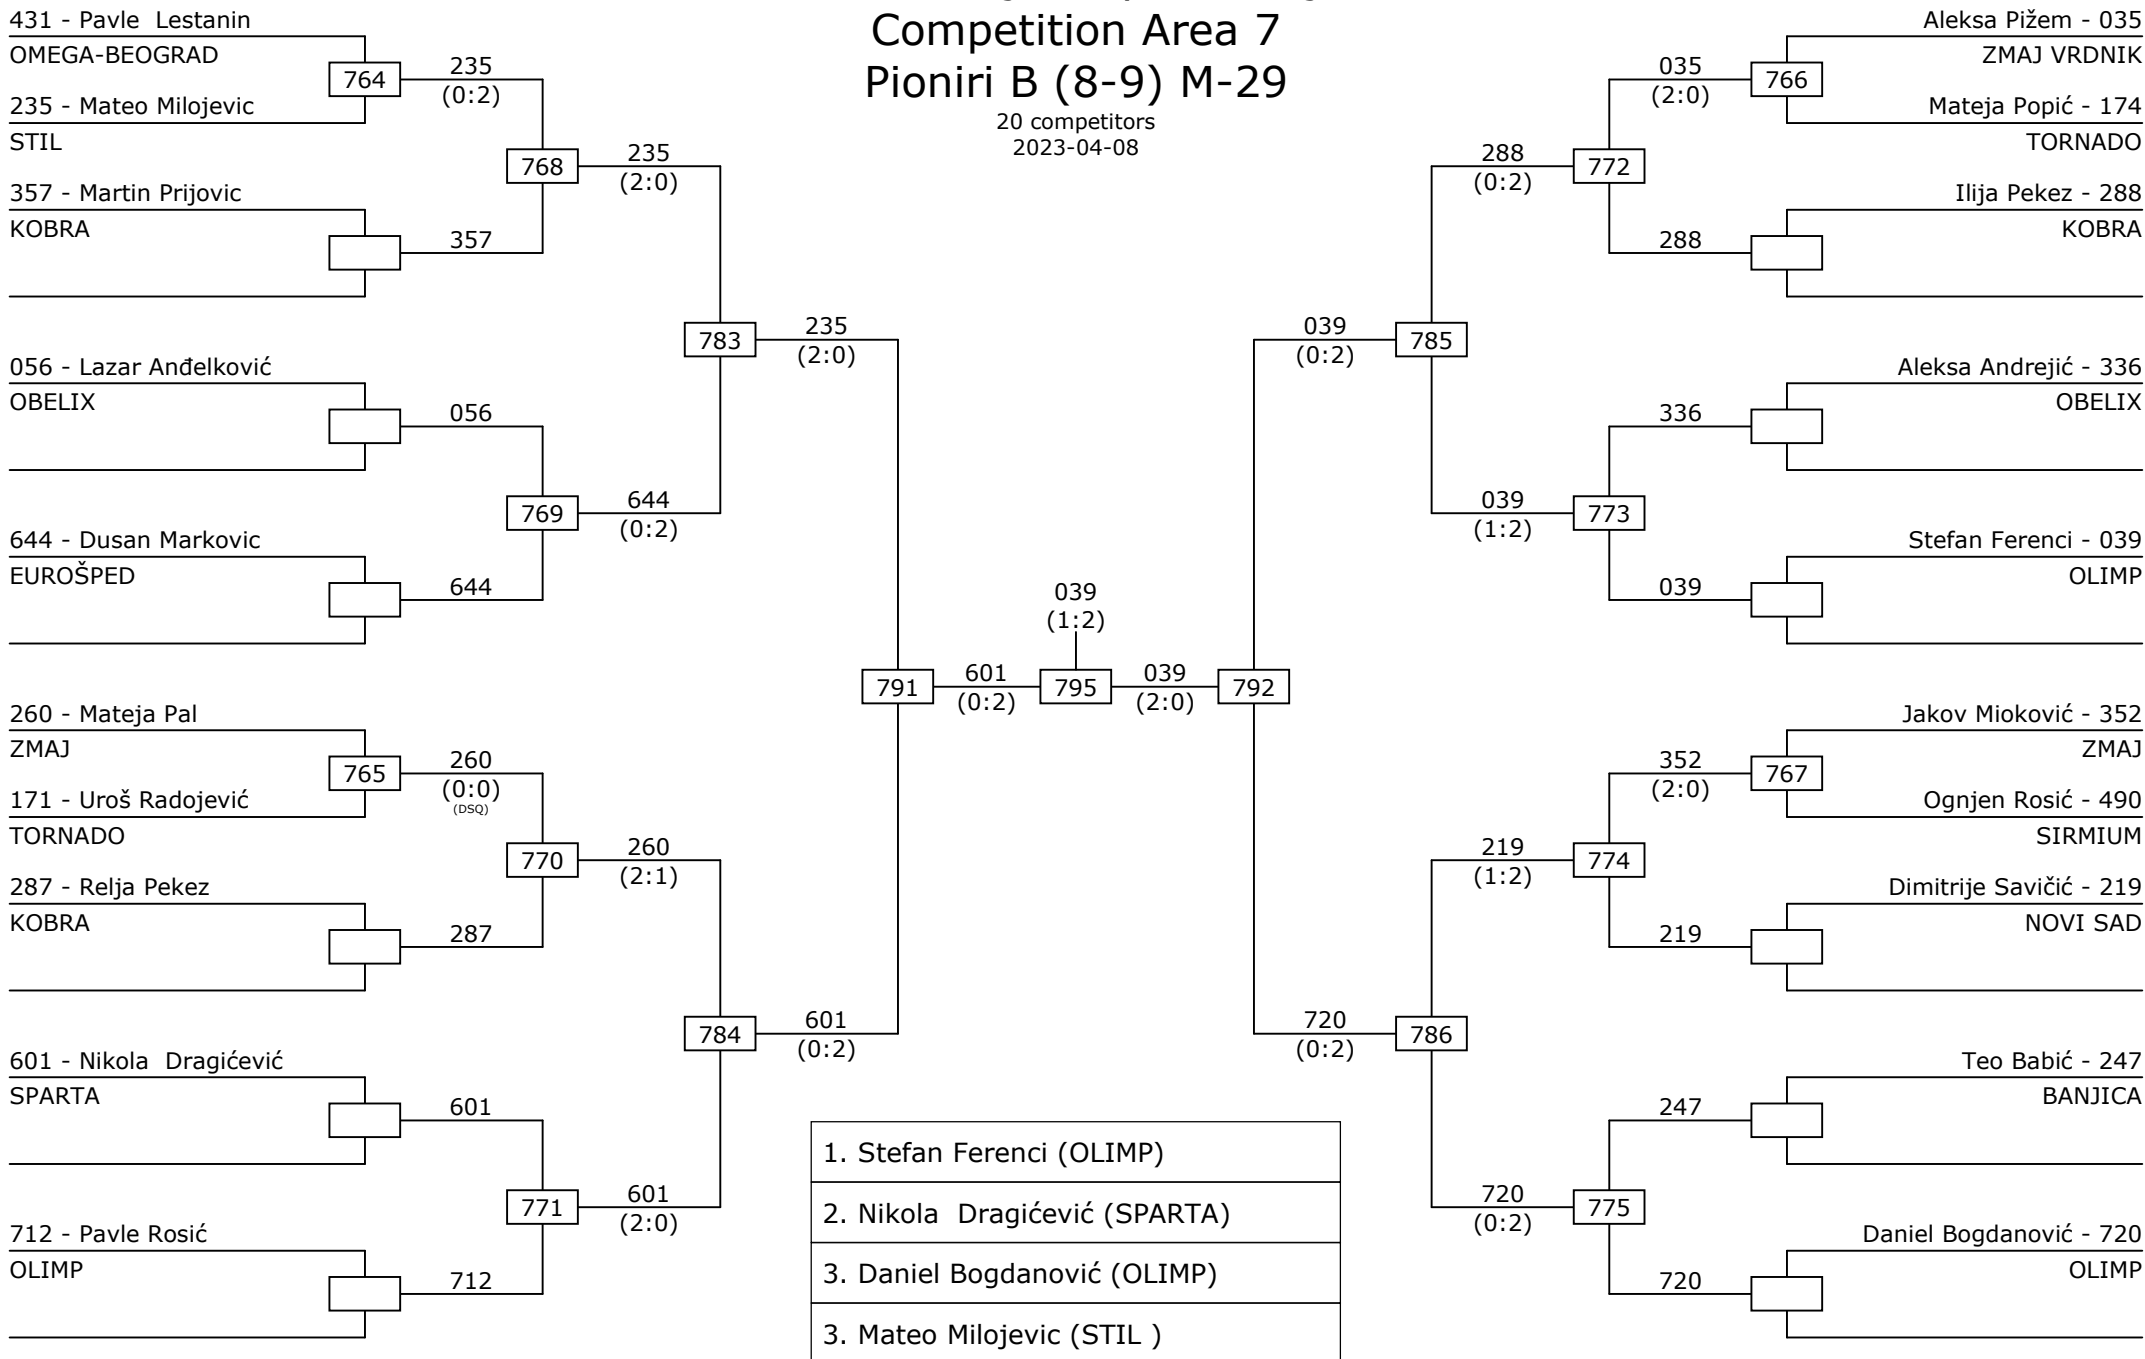 Competition Area 7
Pioniri B (8-9) M-29
20 competitors
2023-04-08
431 - Pavle Lestanin
OMEGA-BEOGRAD
764
235
(0:2)
235 - Mateo Milojevic
STIL
768
235
(2:0)
357 - Martin Prijovic
KOBRA
357
783
235
(2:0)
056 - Lazar Anđelković
OBELIX
056
769
644
(0:2)
644 - Dusan Markovic
EUROŠPED
644
791
601
(0:2)
260 - Mateja Pal
ZMAJ
765
260
(0:0)
(DSQ)
171 - Uroš Radojević
TORNADO
770
260
(2:1)
287 - Relja Pekez
KOBRA
287
784
601
(0:2)
601 - Nikola Dragićević
SPARTA
601
771
601
(2:0)
712 - Pavle Rosić
OLIMP
712
039
(1:2)
795
Aleksa Pižem - 035
ZMAJ VRDNIK
035
(2:0)
766
Mateja Popić - 174
TORNADO
288
(0:2)
772
Ilija Pekez - 288
KOBRA
288
039
(0:2)
785
Aleksa Andrejić - 336
OBELIX
336
039
(1:2)
773
Stefan Ferenci - 039
OLIMP
039
039
(2:0)
792
Jakov Mioković - 352
ZMAJ
352
(2:0)
767
Ognjen Rosić - 490
SIRMIUM
219
(1:2)
774
Dimitrije Savičić - 219
NOVI SAD
219
720
(0:2)
786
Teo Babić - 247
BANJICA
247
720
(0:2)
775
Daniel Bogdanović - 720
OLIMP
720
1. Stefan Ferenci (OLIMP)
2. Nikola Dragićević (SPARTA)
3. Daniel Bogdanović (OLIMP)
3. Mateo Milojevic (STIL )